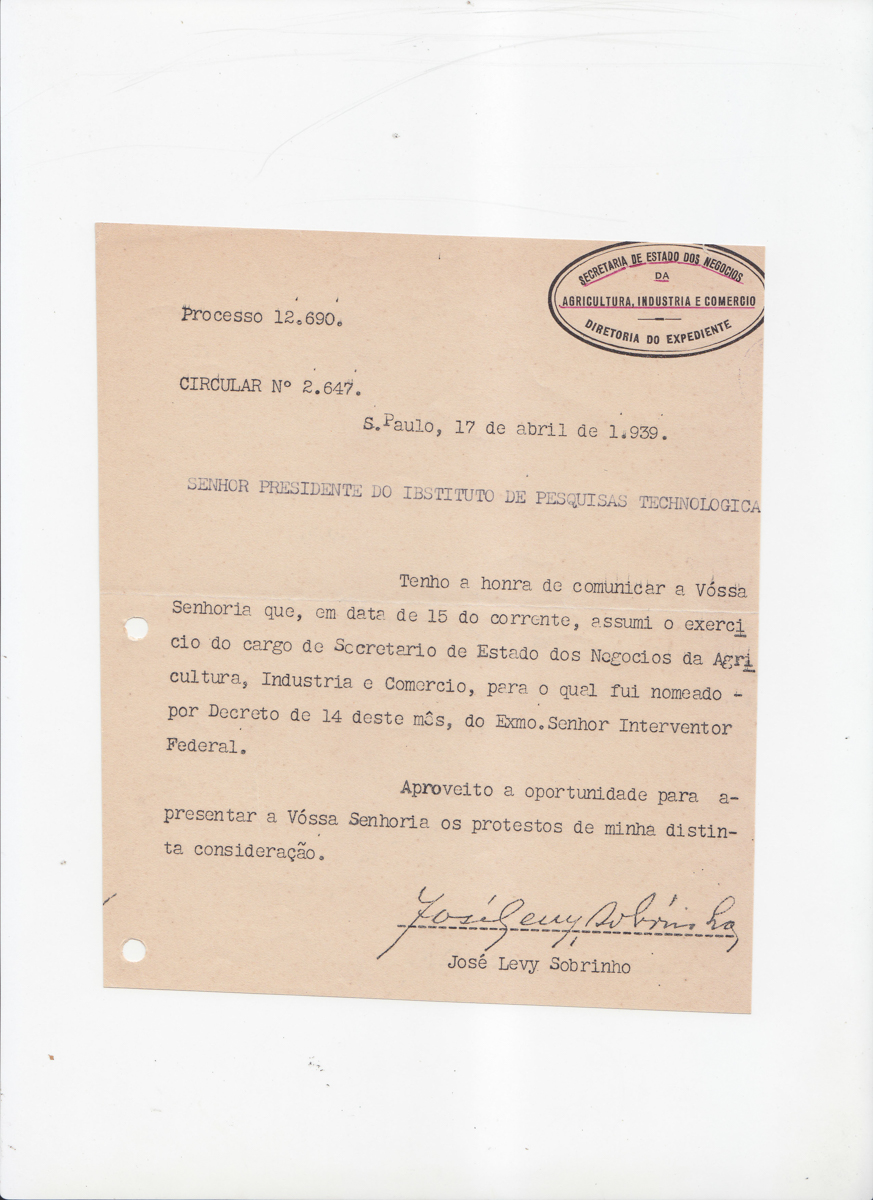 SECRETARIA DE ESTADO DOS NEGOCIOS
DA
AGRICULTURA, INDUSTRIA E COMERCIO
DIRETORIA DO EXPEDIENTE
Processo 12.690.
CIRCULAR Nº 2.647.
S.Paulo, 17 de abril de 1.939.
SENHOR PRESIDENTE DO IBSTITUTO DE PESQUISAS TECHNOLOGICA
Tenho a honra de comunicar a Vóssa
Senhoria que, em data de 15 do corrente, assumi o exerci
cio do cargo de Secretario de Estado dos Negocios da Agri
cultura, Industria e Comercio, para o qual fui nomeado -
por Decreto de 14 deste mês, do Exmo.Senhor Interventor
Federal.
Aproveito a oportunidade para a-
presentar a Vóssa Senhoria os protestos de minha distin-
ta consideração.
José Levy Sobrinho
José Levy Sobrinho